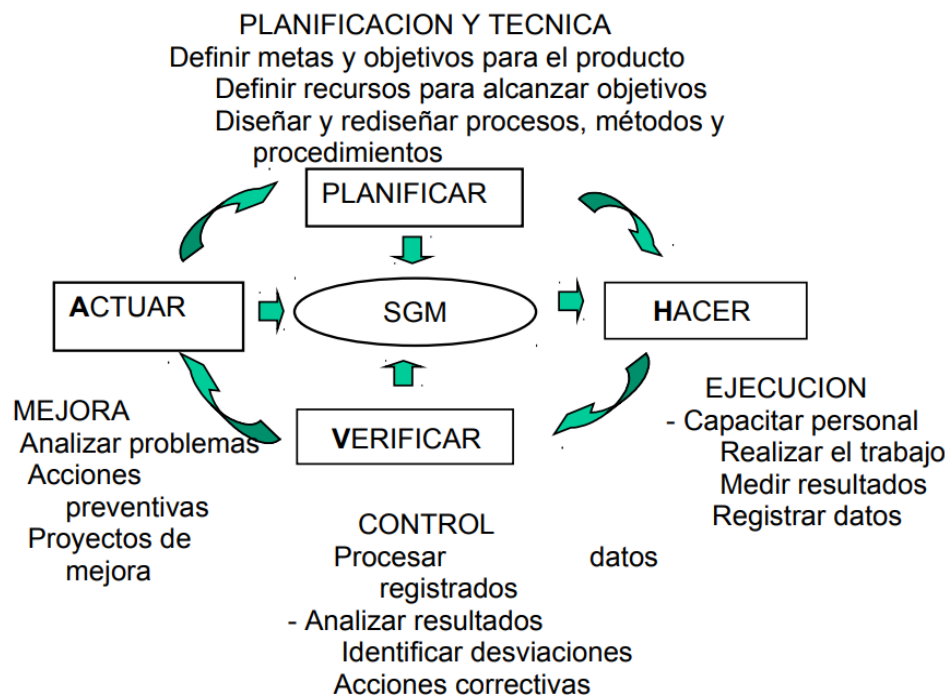 PLANIFICACION Y TECNICA
Definir metas y objetivos para el producto
Definir recursos para alcanzar objetivos
Diseñar y rediseñar procesos, métodos y
procedimientos
PLANIFICAR
ACTUAR
SGM
HACER
VERIFICAR
MEJORA
Analizar problemas
Acciones
preventivas
Proyectos de
mejora
EJECUCION
- Capacitar personal
Realizar el trabajo
Medir resultados
Registrar datos
CONTROL
Procesar datos
registrados
- Analizar resultados
Identificar desviaciones
Acciones correctivas